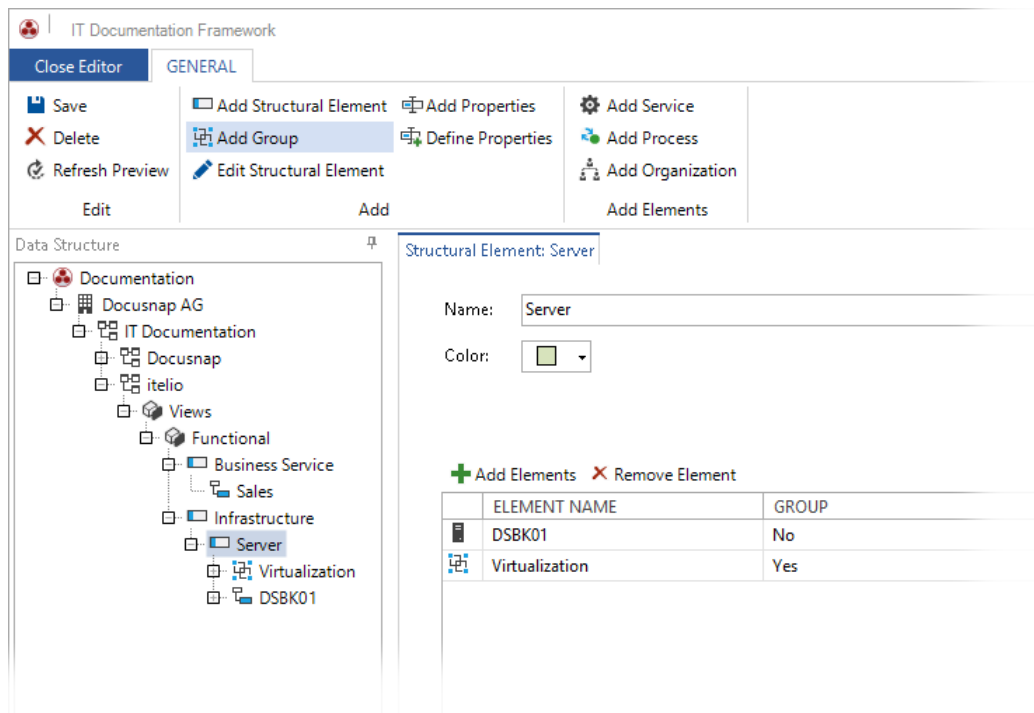 IT Documentation Framework
Close Editor GENERAL
Save Add Structural Element Add Properties Add Service
Delete Add Group Define Properties Add Process
Refresh Preview Edit Structural Element Add Organization
Edit Add Add Elements
Data Structure
Documentation
Docusnap AG
IT Documentation
Docusnap
itelio
Views
Functional
Business Service
Sales
Infrastructure
Server
Virtualization
DSBK01
Structural Element: Server
Name: Server
Color:
Add Elements Remove Element
ELEMENT NAME GROUP
DSBK01 No
Virtualization Yes